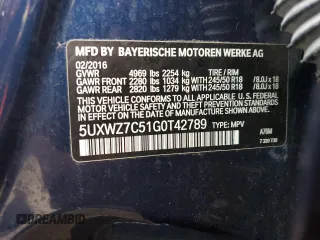 MFD BY BAYERISCHE MOTOREN WERKE AG
02/2016
GVWR 4969 lbs 2254 kg TIRE / RIM
GAWR FRONT 2280 lbs 1034 kg WITH 245/50 R18 / 8.0J x 18
GAWR REAR 2820 lbs 1279 kg WITH 245/50 R18 / 8.0J x 18
THIS VEHICLE CONFORMS TO ALL APPLICABLE U.S.
FEDERAL MOTOR VEHICLE SAFETY, BUMPER, AND THEFT
PREVENTION STANDARDS IN EFFECT ON THE DATE OF
MANUFACTURE SHOWN ABOVE.
5UXWZ7C51G0T42789 TYPE: MPV
DREAMBID